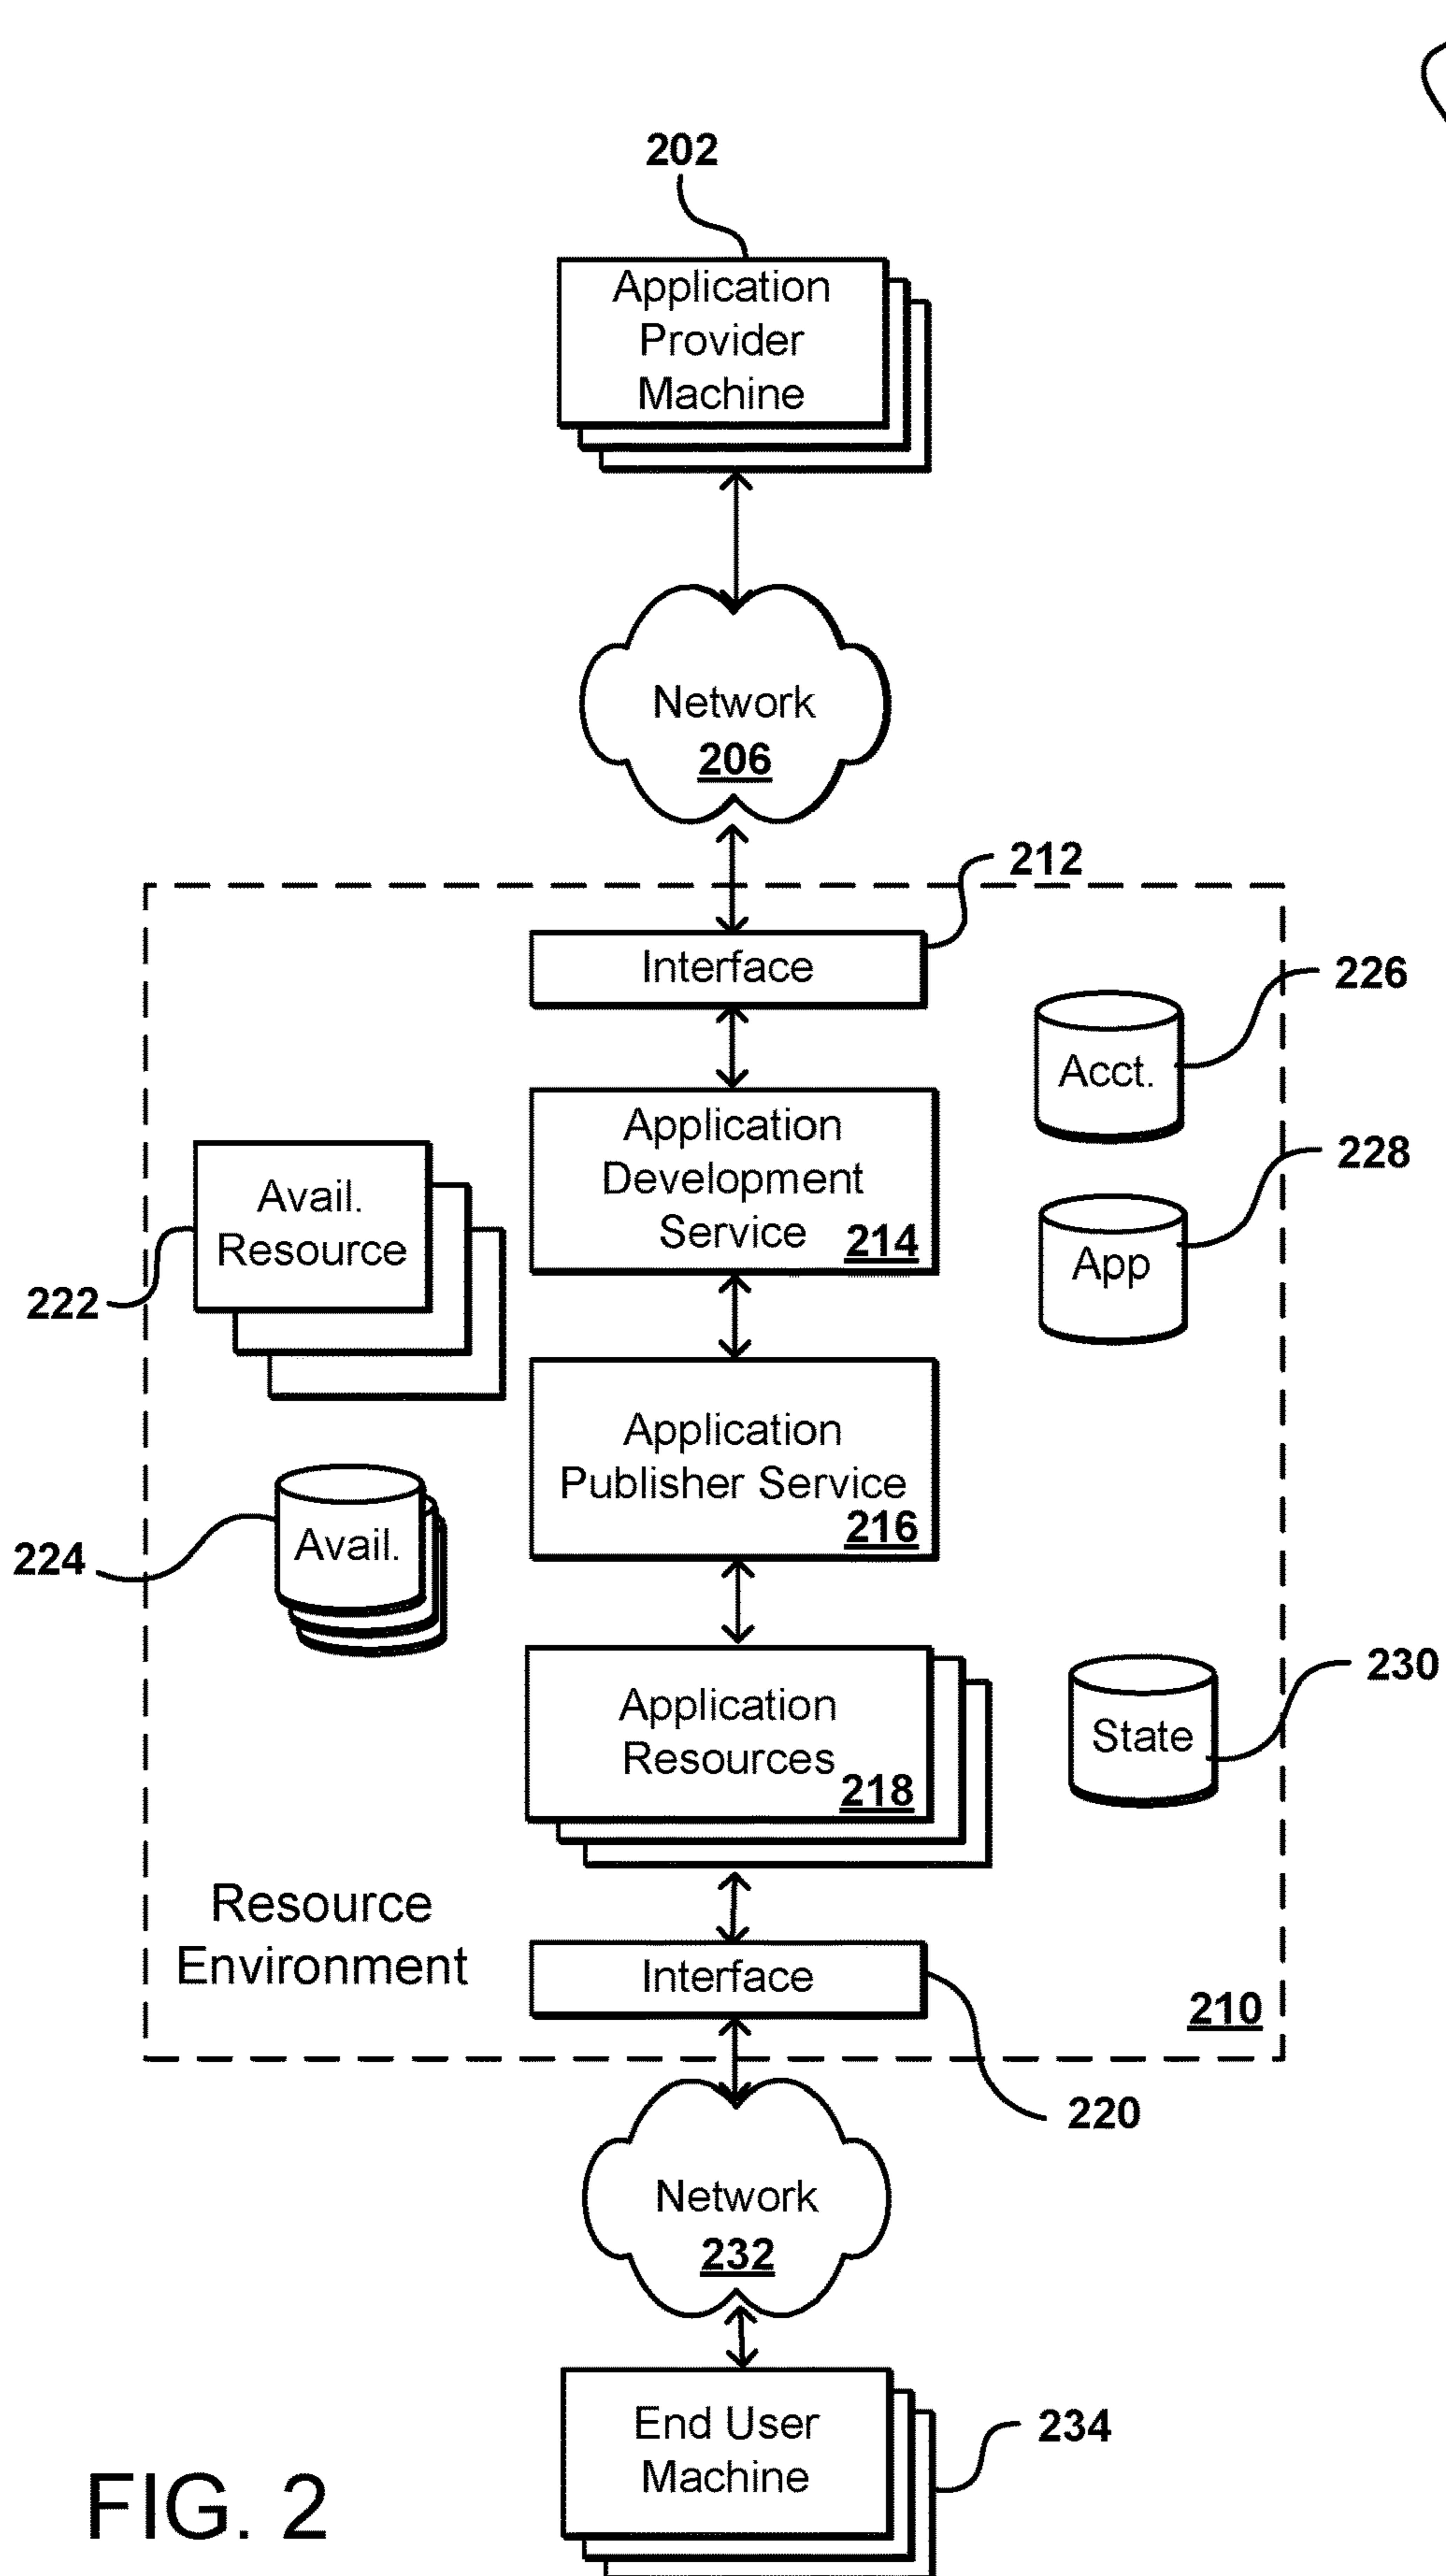 202
Application
Provider
Machine
Network
206
212
Interface
226
Acct.
Application
Development
Service 214
228
App
Avail.
Resource
222
Application
Publisher Service
216
224
Avail.
230
State
Application
Resources
218
Resource
Environment
Interface
210
220
Network
232
End User
Machine
234
FIG. 2